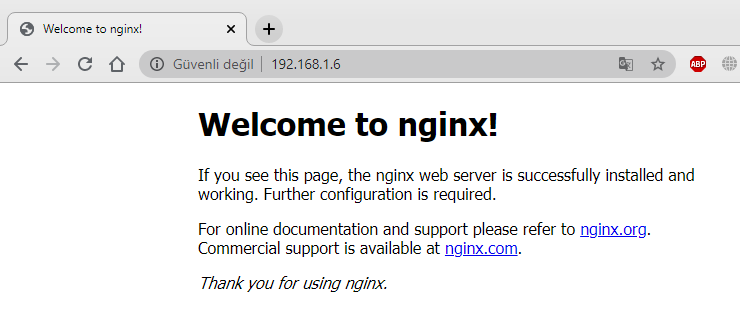 Welcome to nginx!
Güvenli değil 192.168.1.6
ABP
Welcome to nginx!
If you see this page, the nginx web server is successfully installed and
working. Further configuration is required.
For online documentation and support please refer to nginx.org.
Commercial support is available at nginx.com.
Thank you for using nginx.